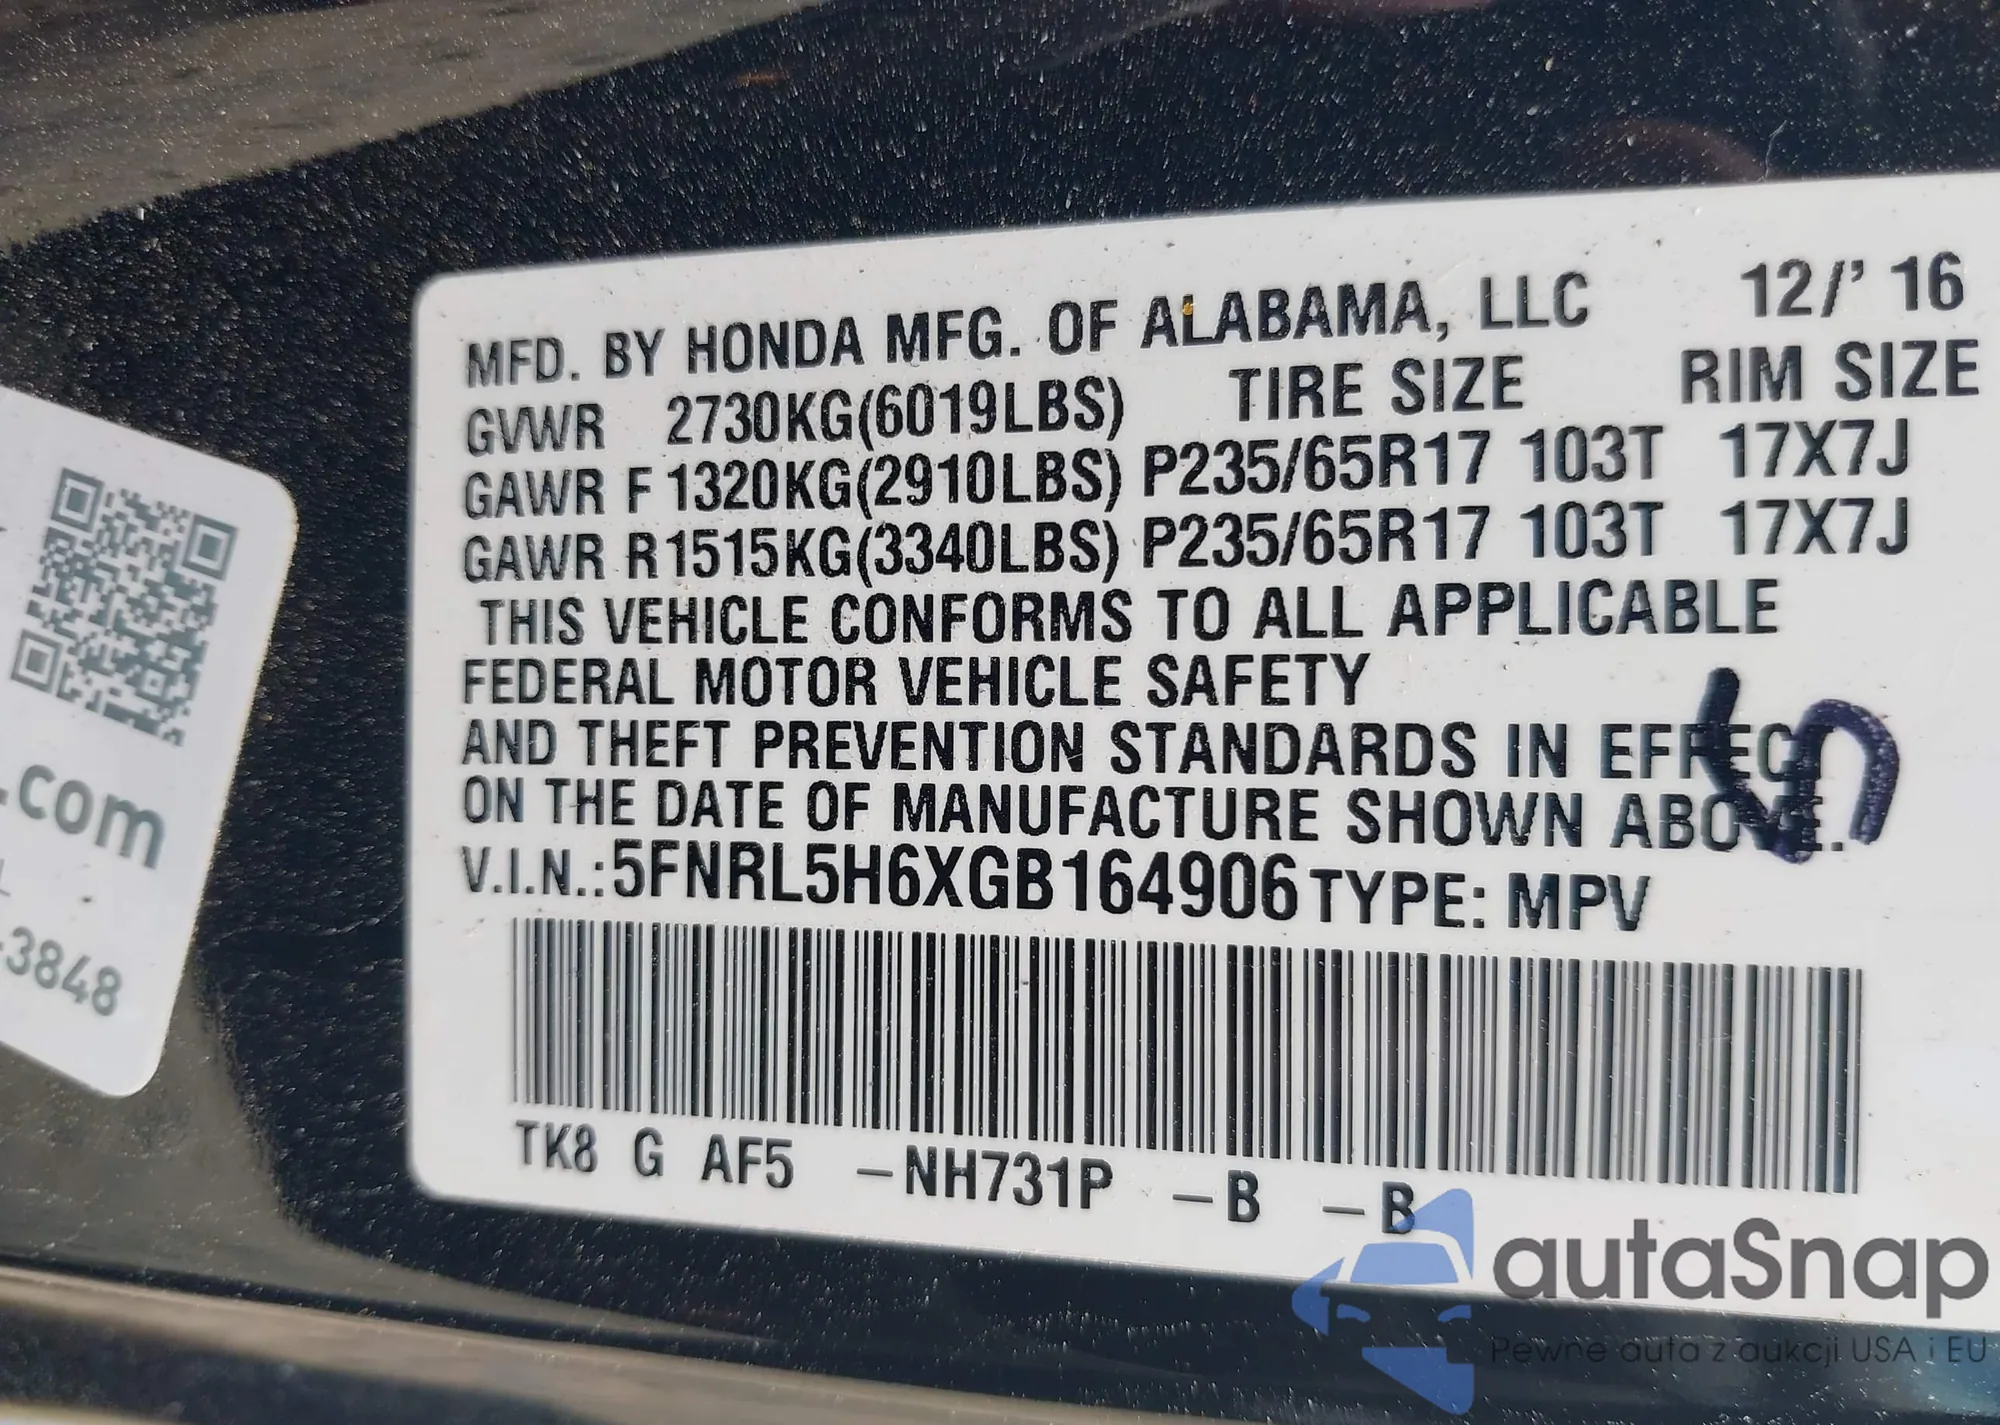 MFD. BY HONDA MFG. OF ALABAMA, LLC 12/' 16
GVWR 2730KG(6019LBS) TIRE SIZE RIM SIZE
GAWR F 1320KG(2910LBS) P235/65R17 103T 17X7J
GAWR R 1515KG(3340LBS) P235/65R17 103T 17X7J
THIS VEHICLE CONFORMS TO ALL APPLICABLE
FEDERAL MOTOR VEHICLE SAFETY
AND THEFT PREVENTION STANDARDS IN EFFECT
ON THE DATE OF MANUFACTURE SHOWN ABOVE.
V.I.N.:5FNRL5H6XGB164906 TYPE: MPV
TK8 G AF5 –NH731P –B –B
.com
-3848
autaSnap
Pewne auta z aukcji USA i EU